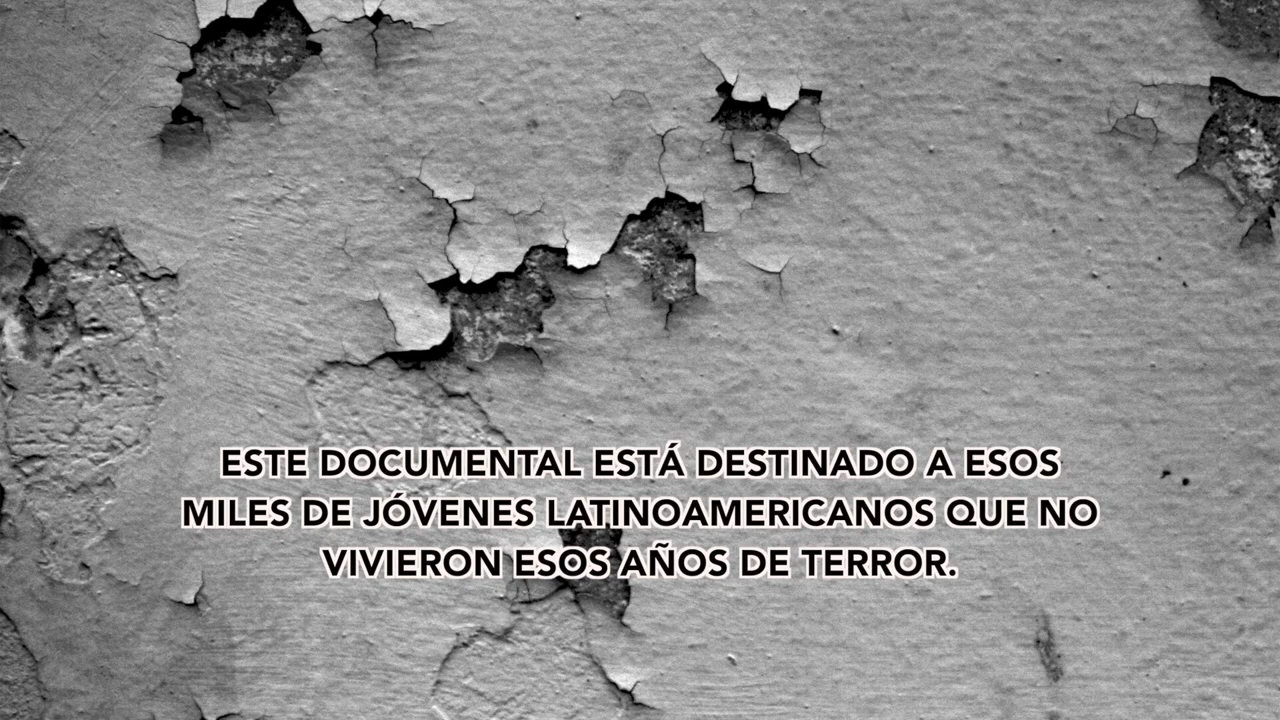 ESTE DOCUMENTAL ESTÁ DESTINADO A ESOS
MILES DE JÓVENES LATINOAMERICANOS QUE NO
VIVIERON ESOS AÑOS DE TERROR.